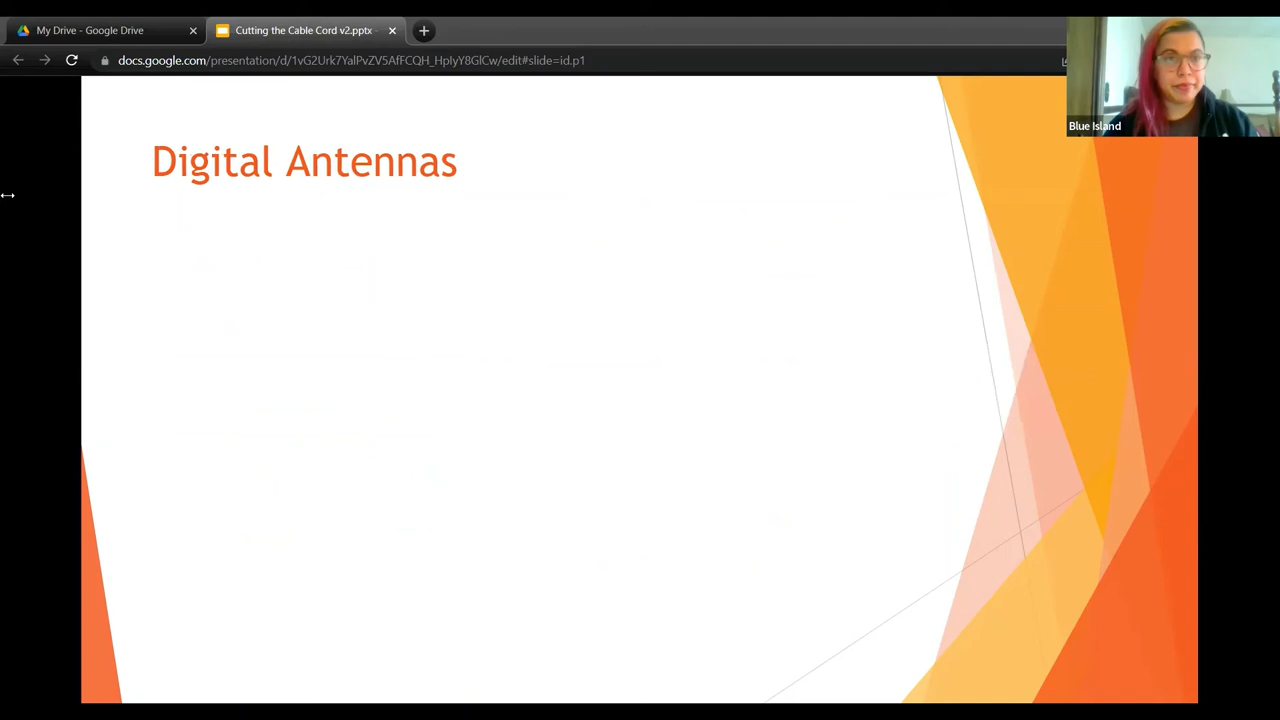 My Drive - Google Drive
Cutting the Cable Cord v2.pptx
docs.google.com/presentation/d/1vG2Urk7YalPvZV5AfFCQH_HpIyY8GlCw/edit#slide=id.p1
Blue Island
Digital Antennas